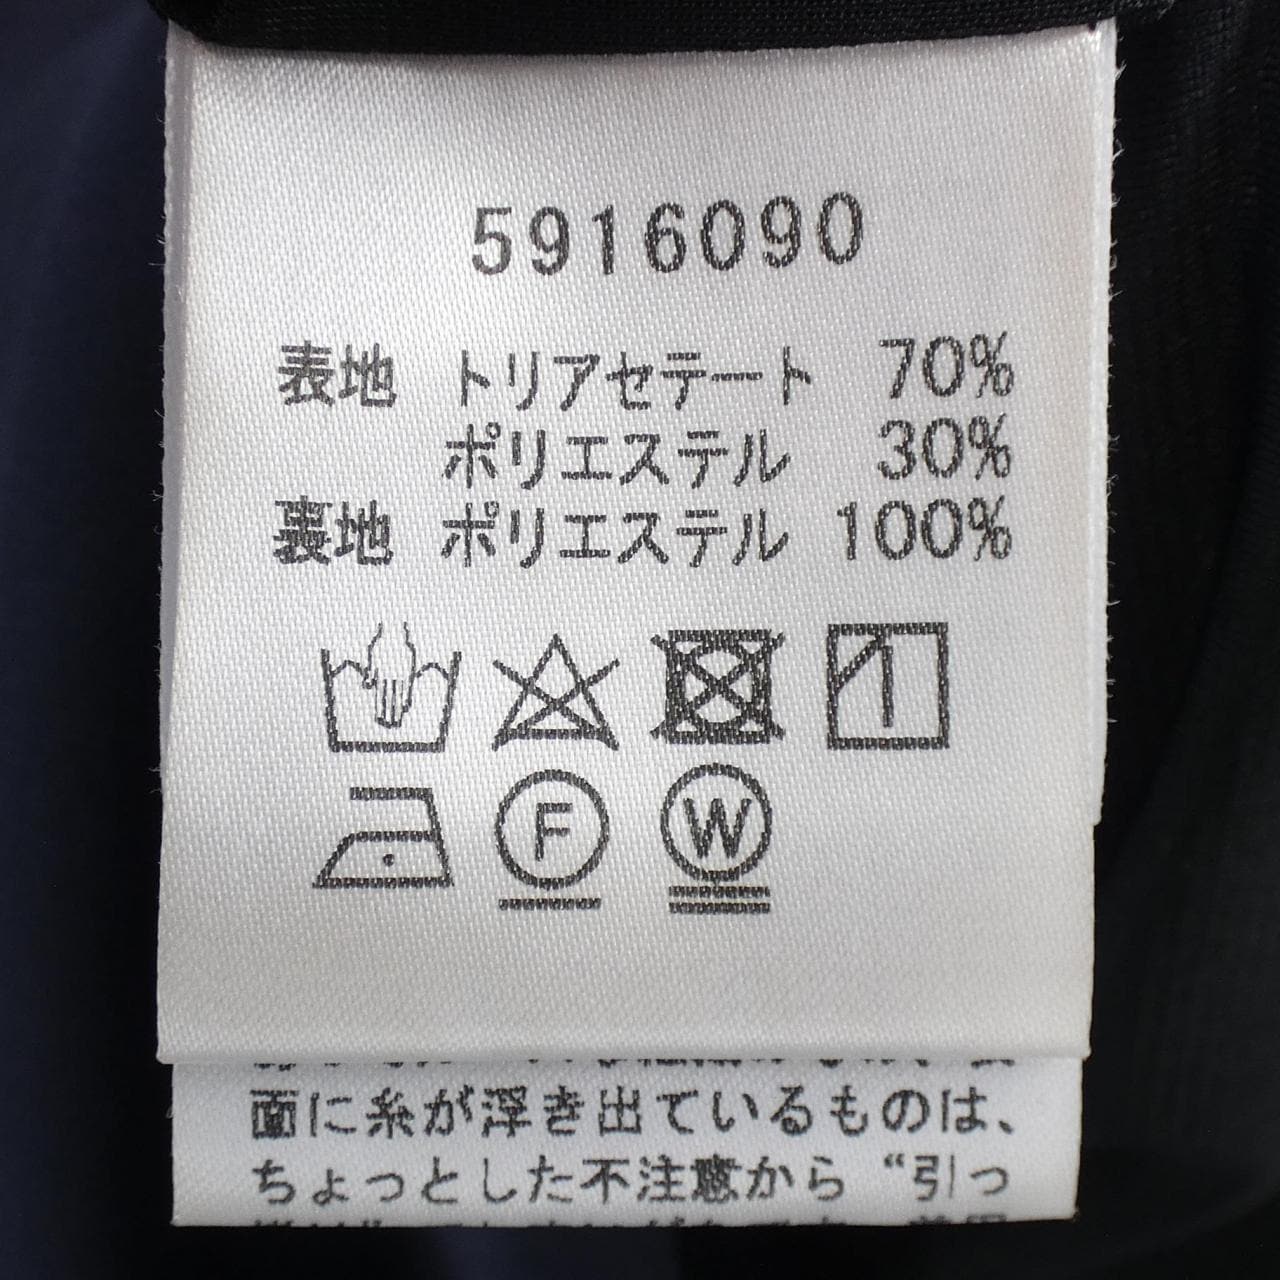 5916090
表地 トリアセテート 70%
ポリエステル 30%
裏地 ポリエステル 100%
F W
面に糸が浮き出ているものは、
ちょっとした不注意から“引っ